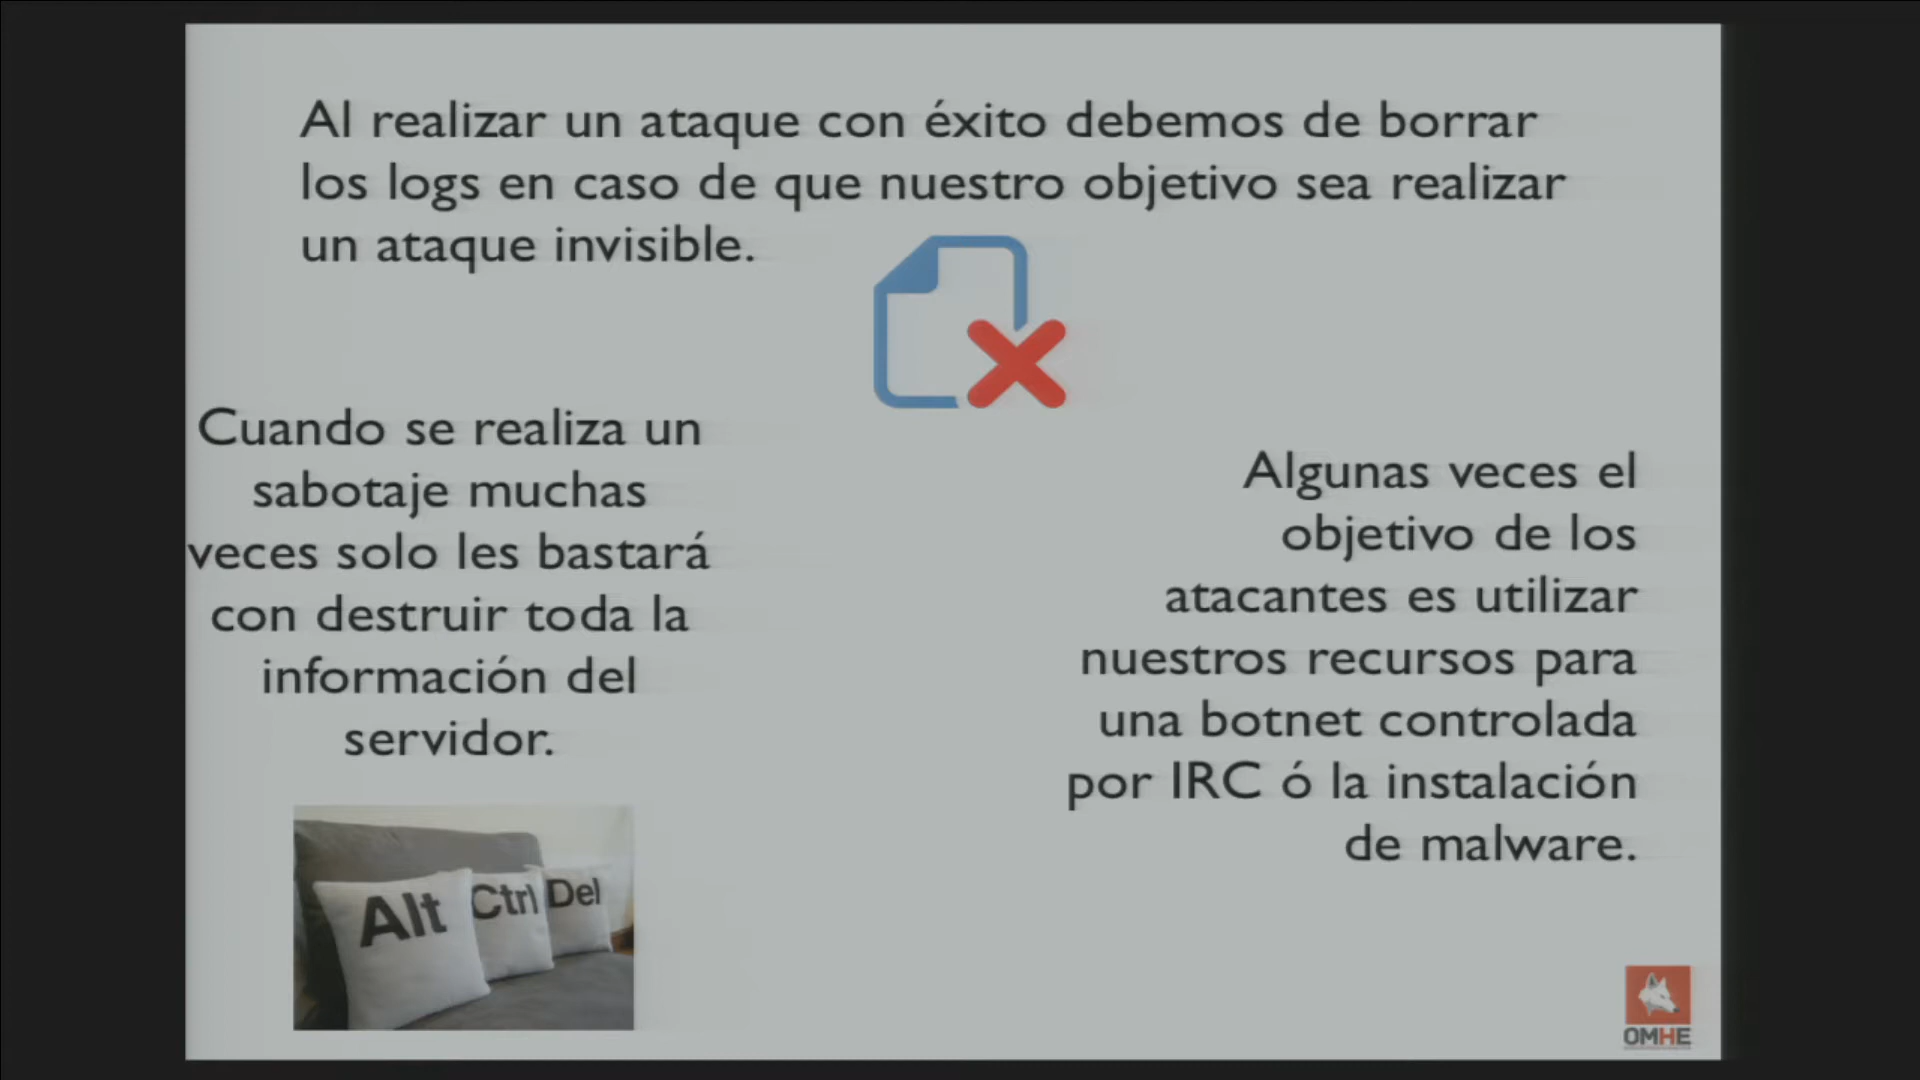 Al realizar un ataque con éxito debemos de borrar
los logs en caso de que nuestro objetivo sea realizar
un ataque invisible.
Cuando se realiza un
sabotaje muchas
veces solo les bastará
con destruir toda la
información del
servidor.
Algunas veces el
objetivo de los
atacantes es utilizar
nuestros recursos para
una botnet controlada
por IRC ó la instalación
de malware.
Alt Ctrl Del
OMHE